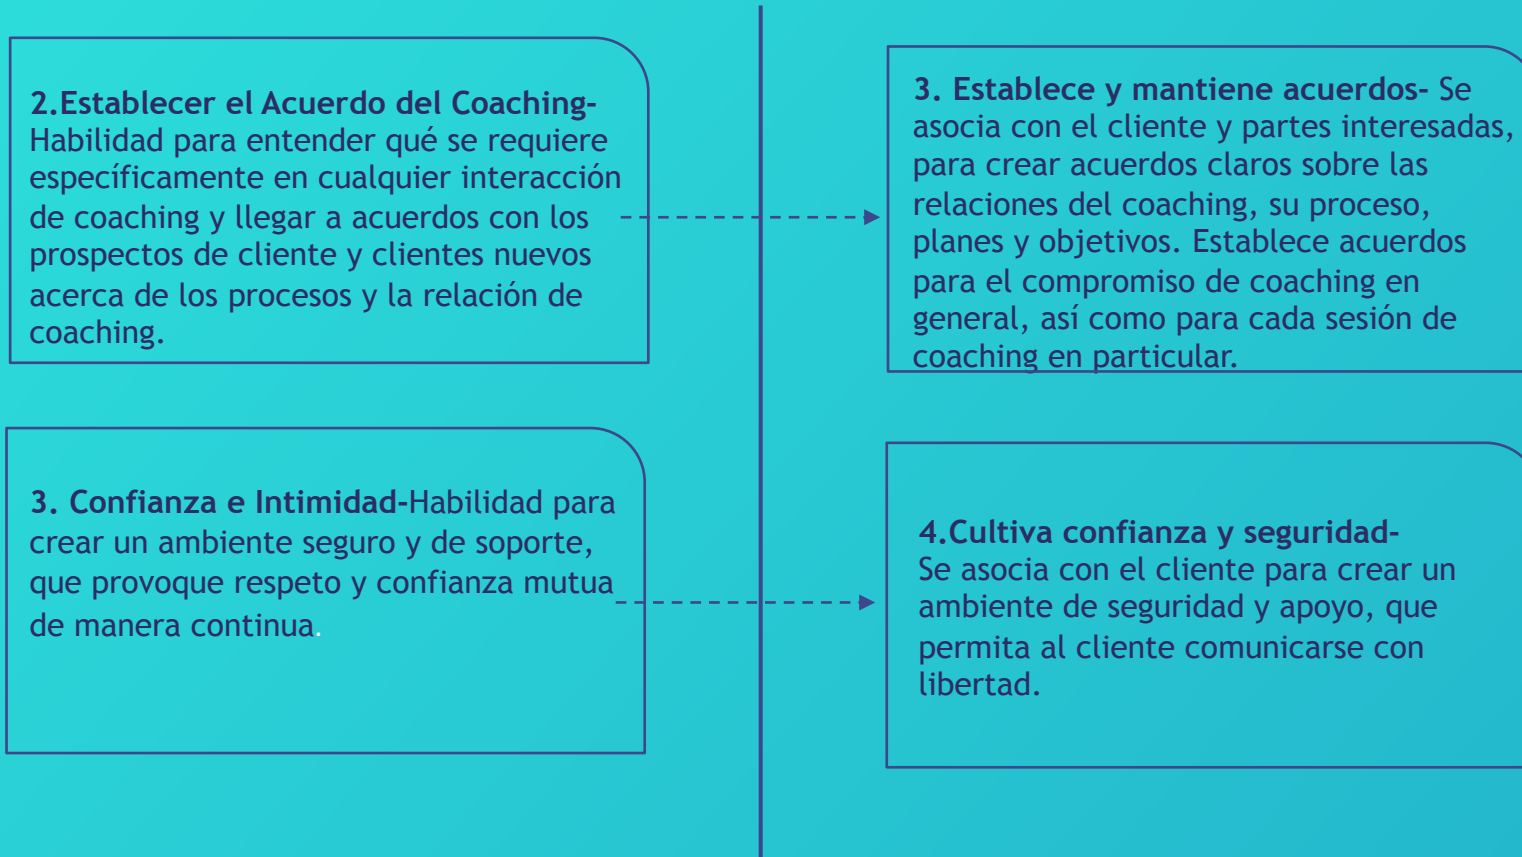 2.Establecer el Acuerdo del Coaching-
Habilidad para entender qué se requiere
específicamente en cualquier interacción
de coaching y llegar a acuerdos con los
prospectos de cliente y clientes nuevos
acerca de los procesos y la relación de
coaching.
3. Establece y mantiene acuerdos- Se
asocia con el cliente y partes interesadas,
para crear acuerdos claros sobre las
relaciones del coaching, su proceso,
planes y objetivos. Establece acuerdos
para el compromiso de coaching en
general, así como para cada sesión de
coaching en particular.
3. Confianza e Intimidad-Habilidad para
crear un ambiente seguro y de soporte,
que provoque respeto y confianza mutua
de manera continua.
4.Cultiva confianza y seguridad-
Se asocia con el cliente para crear un
ambiente de seguridad y apoyo, que
permita al cliente comunicarse con
libertad.